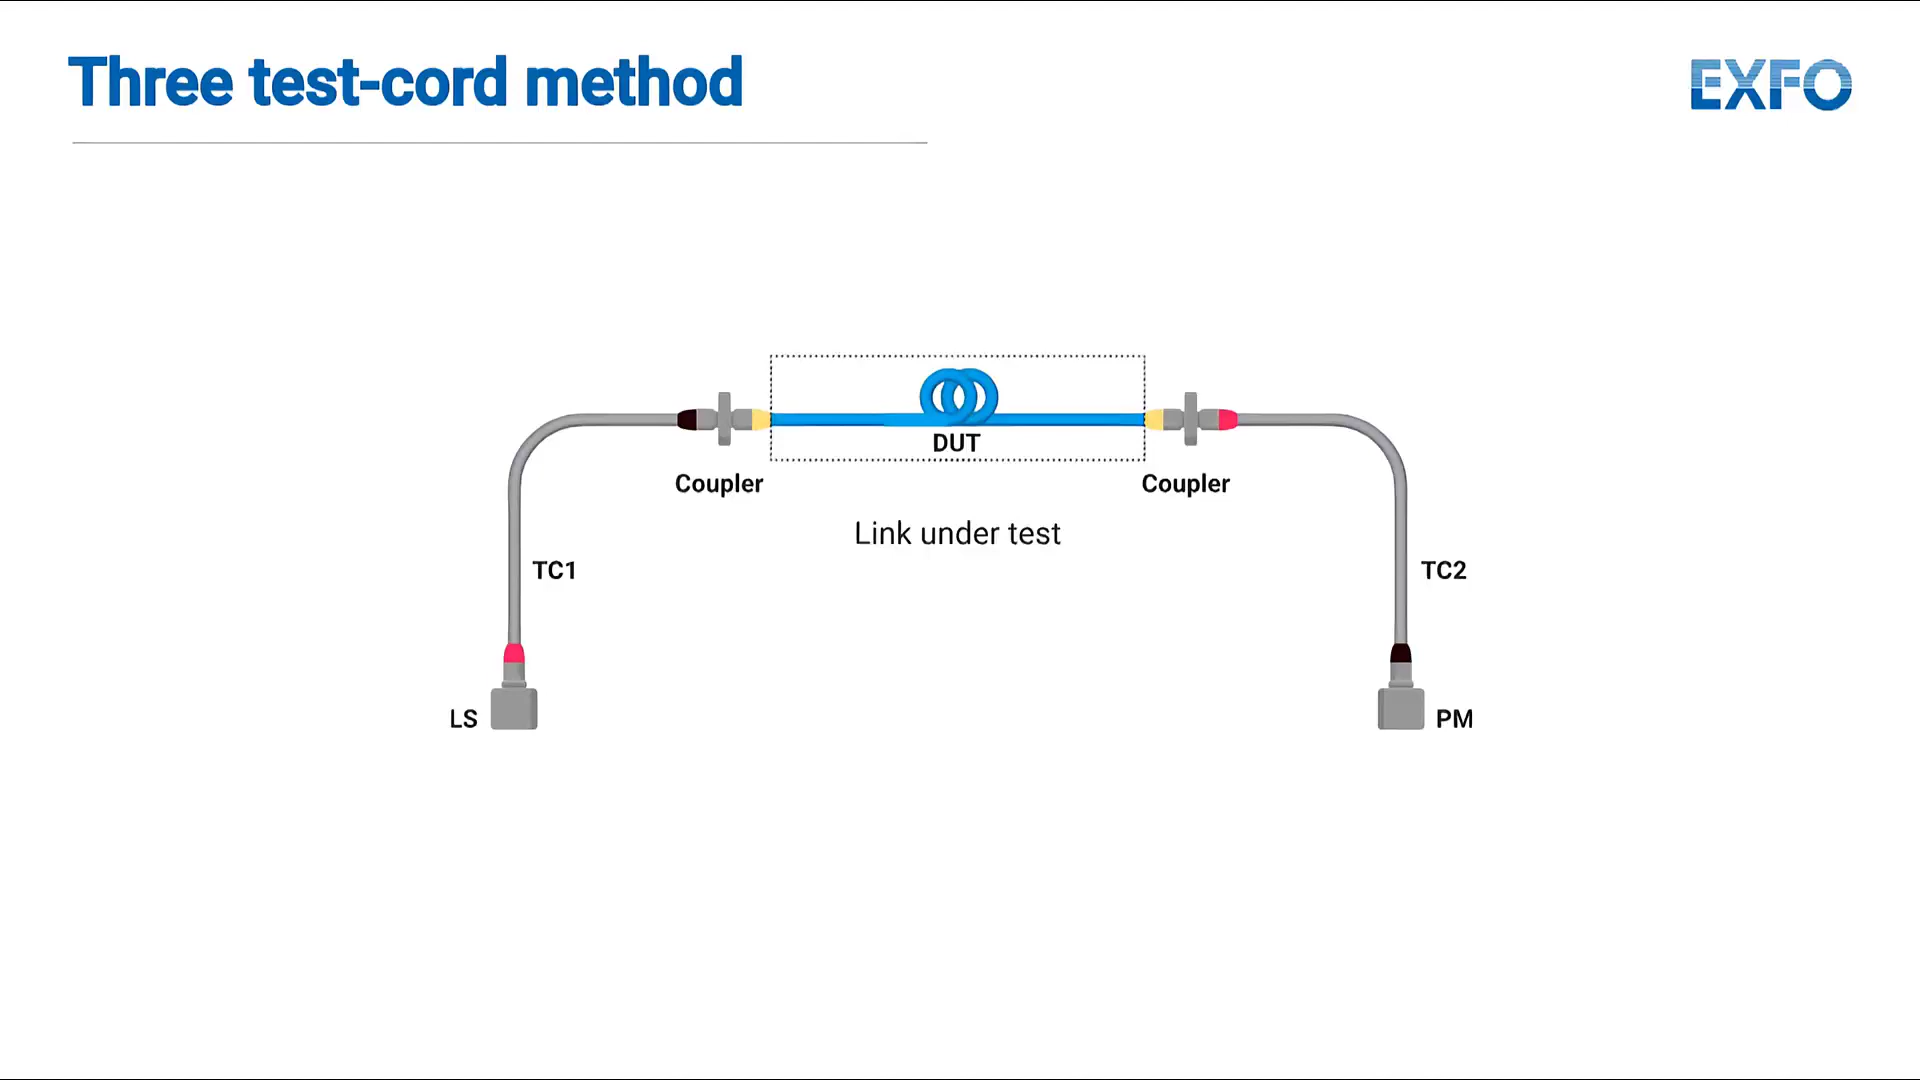 Three test-cord method
EXFO
DUT
Coupler
Coupler
Link under test
TC1
TC2
LS
PM